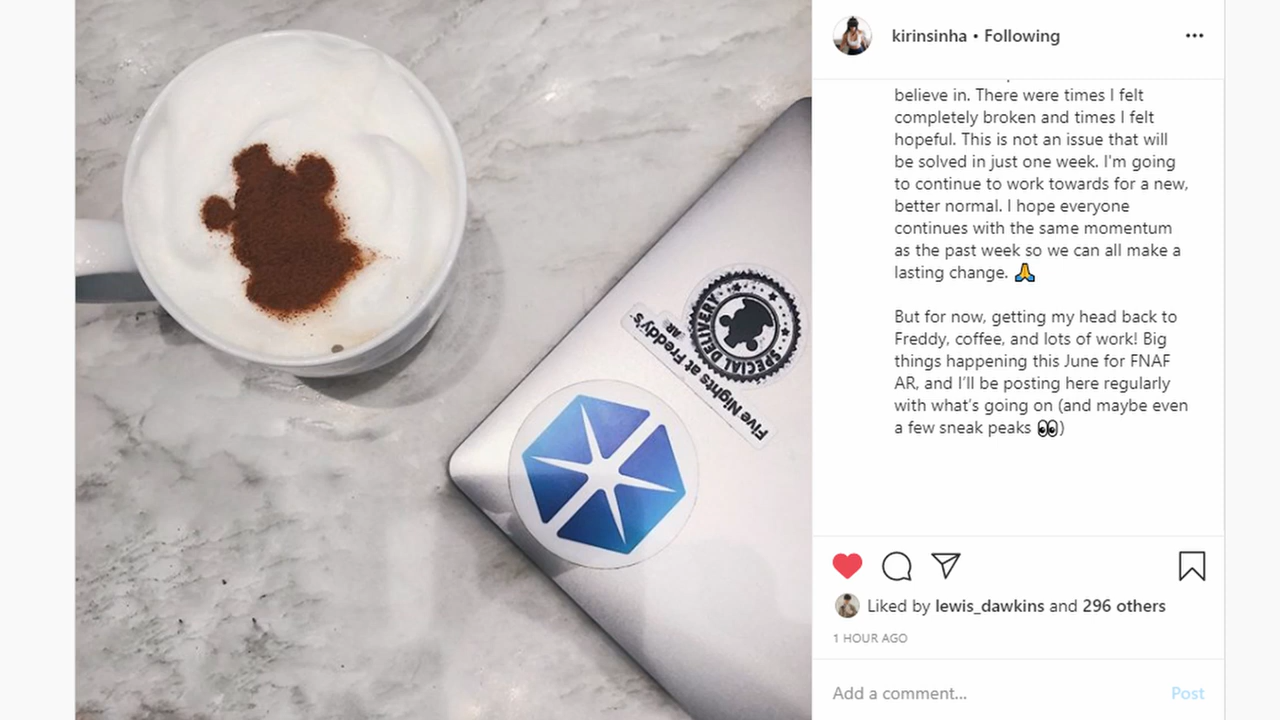 kirinsinha • Following
believe in. There were times I felt
completely broken and times I felt
hopeful. This is not an issue that will
be solved in just one week. I'm going
to continue to work towards for a new,
better normal. I hope everyone
continues with the same momentum
as the past week so we can all make a
lasting change. 🙏
But for now, getting my head back to
Freddy, coffee, and lots of work! Big
things happening this June for FNAF
AR, and I’ll be posting here regularly
with what’s going on (and maybe even
a few sneak peaks 👀)
Liked by lewis_dawkins and 296 others
1 HOUR AGO
Add a comment... Post
SPECIAL DELIVERY
AR
Five Nights at Freddy's